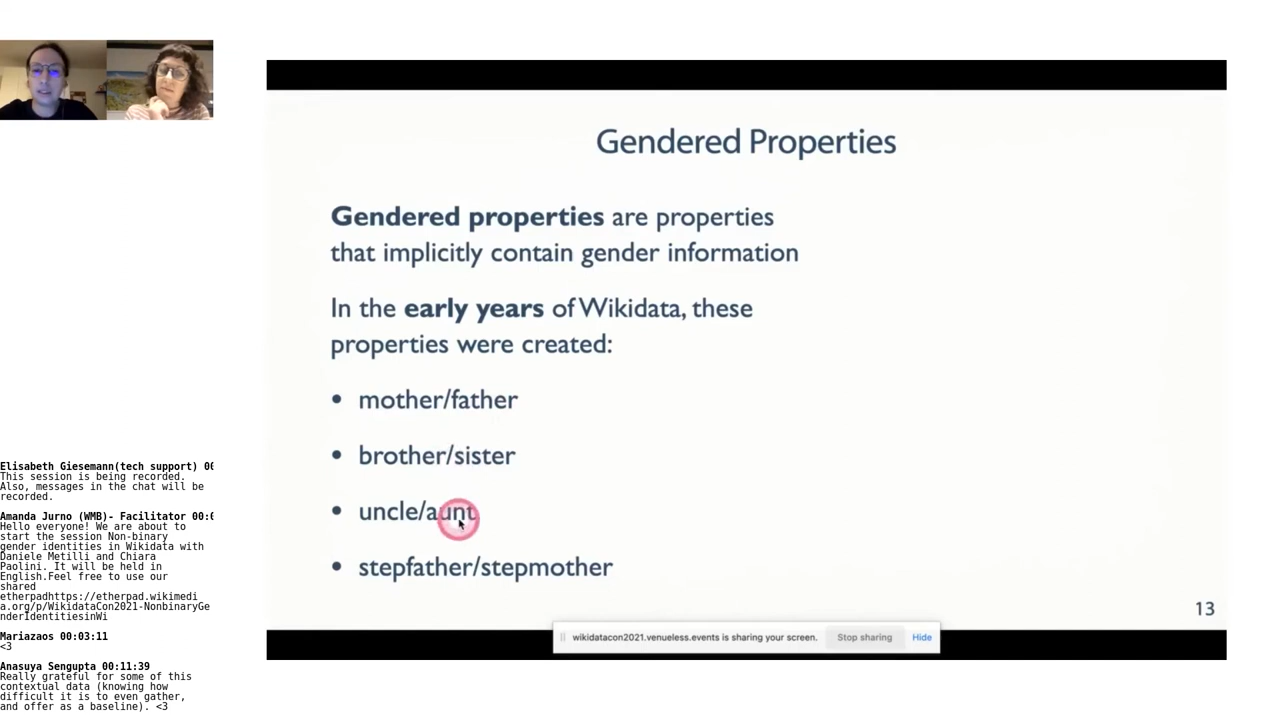 Gendered Properties
Gendered properties are properties
that implicitly contain gender information
In the early years of Wikidata, these
properties were created:
• mother/father
• brother/sister
• uncle/aunt
• stepfather/stepmother
13
wikidatacon2021.venueless.events is sharing your screen.
Stop sharing
Hide
Elisabeth Giesemann(tech support) 00
This session is being recorded.
Also, messages in the chat will be
recorded.
Amanda Jurno (WMB)- Facilitator 00:0
Hello everyone! We are about to
start the session Non-binary
gender identities in Wikidata with
Daniele Metilli and Chiara
Paolini. It will be held in
English.Feel free to use our
shared
etherpadhttps://etherpad.wikimedi
a.org/p/WikidataCon2021-NonbinaryGe
nderIdentitiesinWi
Mariazaos 00:03:11
<3
Anasuya Sengupta 00:11:39
Really grateful for some of this
contextual data (knowing how
difficult it is to even gather,
and offer as a baseline). <3